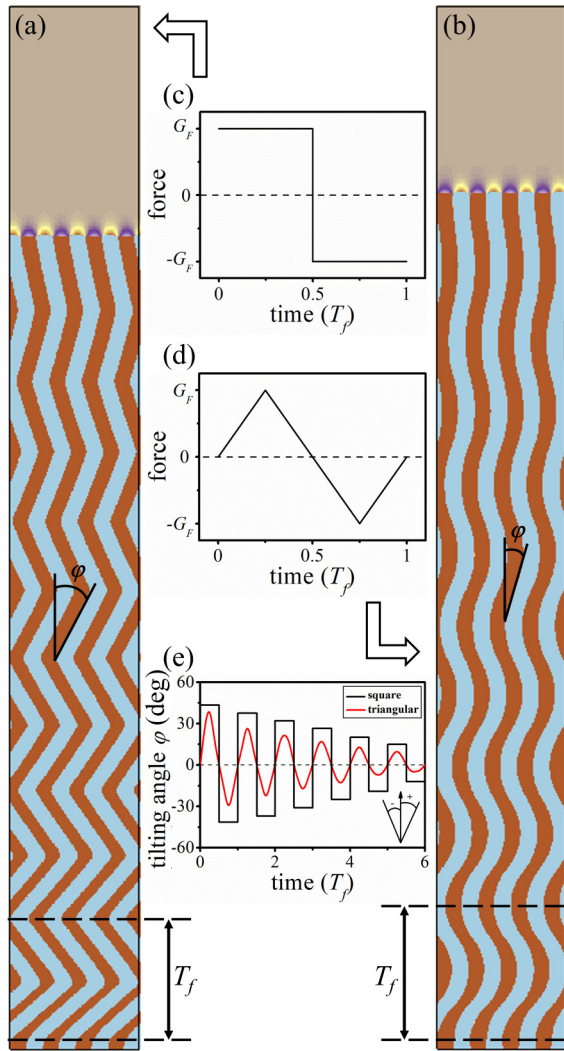 (a)
(b)
(c)
G_F
0
-G_F
force
0
0.5
1
time (T_f)
(d)
G_F
0
-G_F
force
0
0.5
1
time (T_f)
φ
φ
(e)
60
30
0
-30
-60
tilting angle φ (deg)
square
triangular
- +
0
2
4
6
time (T_f)
T_f
T_f